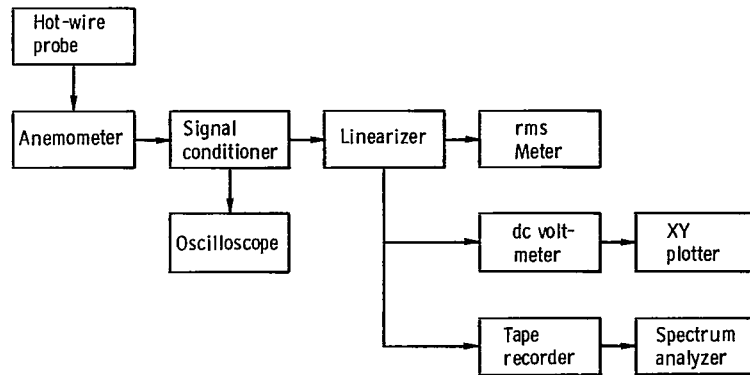 Hot-wire
probe
Anemometer
Signal
conditioner
Linearizer
rms
Meter
Oscilloscope
dc volt-
meter
XY
plotter
Tape
recorder
Spectrum
analyzer